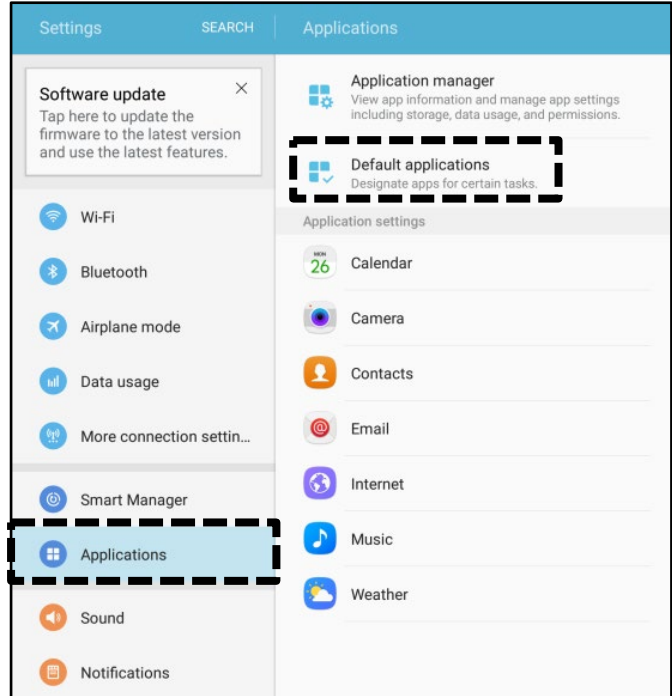 Settings
SEARCH
Software update
Tap here to update the
firmware to the latest version
and use the latest features.
Wi-Fi
Bluetooth
Airplane mode
Data usage
More connection settin...
Smart Manager
Applications
Sound
Notifications
Applications
Application manager
View app information and manage app settings
including storage, data usage, and permissions.
Default applications
Designate apps for certain tasks.
Application settings
MON
26
Calendar
Camera
Contacts
Email
Internet
Music
Weather